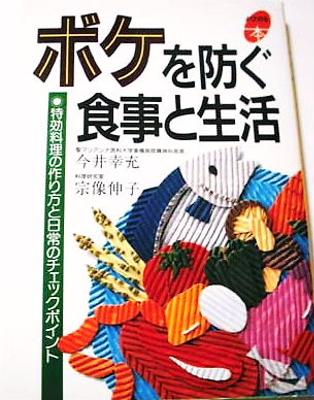 ボケを防ぐ
食事と生活
●特効料理の作り方と日常のチェックポイント
今井幸充
料理研究家
宗像伸子
本